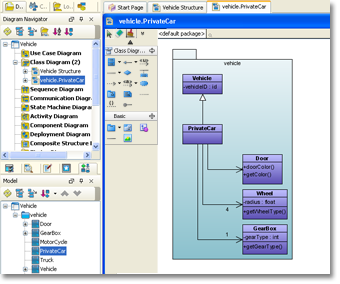 D...
C...
Lo...
Start Page
Vehicle Structure
vehicle.PrivateCar
Diagram Navigator
Vehicle
Use Case Diagram
Class Diagram (2)
Vehicle Structure
vehicle.PrivateCar
Sequence Diagram
Communication Diagram
State Machine Diagram
Activity Diagram
Component Diagram
Deployment Diagram
Composite Structure
Model
Vehicle
vehicle
Door
GearBox
MotorCycle
PrivateCar
Truck
Vehicle
vehicle.PrivateCar
<default package>
Class Diagra...
Basic
vehicle
Vehicle
-vehicleID : id
PrivateCar
Door
+doorColor()
+getColor()
Wheel
-radius : float
+getWheelType()
4
GearBox
-gearType : int
+getGearType()
1